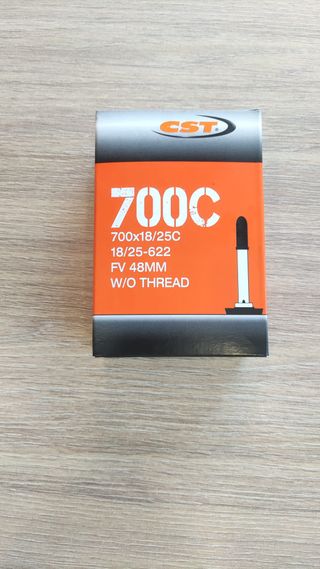 CST®
700C
700x18/25C
18/25-622
FV 48MM
W/O THREAD